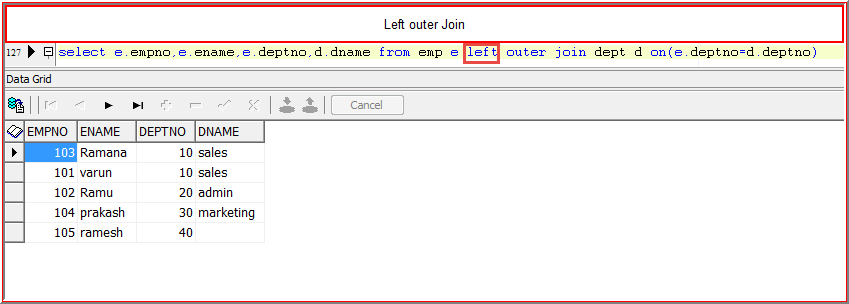 Left outer Join
127 select e.empno,e.ename,e.deptno,d.dname from emp e left outer join dept d on(e.deptno=d.deptno)
Data Grid
Cancel
EMPNO ENAME DEPTNO DNAME
103 Ramana 10 sales
101 varun 10 sales
102 Ramu 20 admin
104 prakash 30 marketing
105 ramesh 40